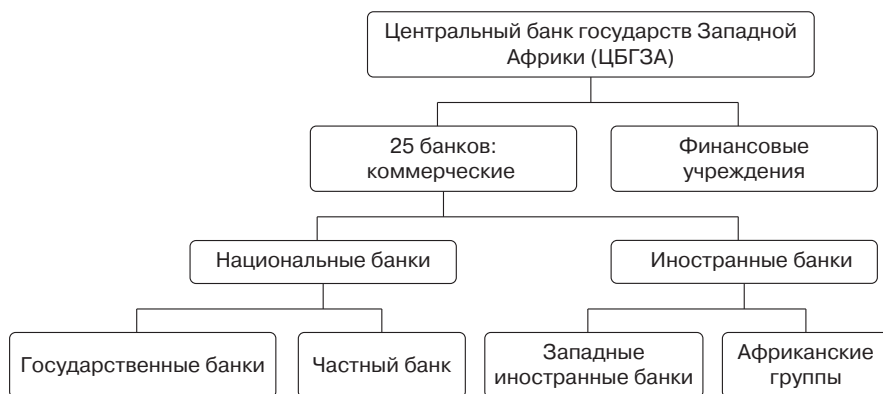 Центральный банк государств Западной
Африки (ЦБГЗА)
25 банков:
коммерческие
Финансовые
учреждения
Национальные банки
Иностранные банки
Государственные банки
Частный банк
Западные
иностранные банки
Африканские
группы